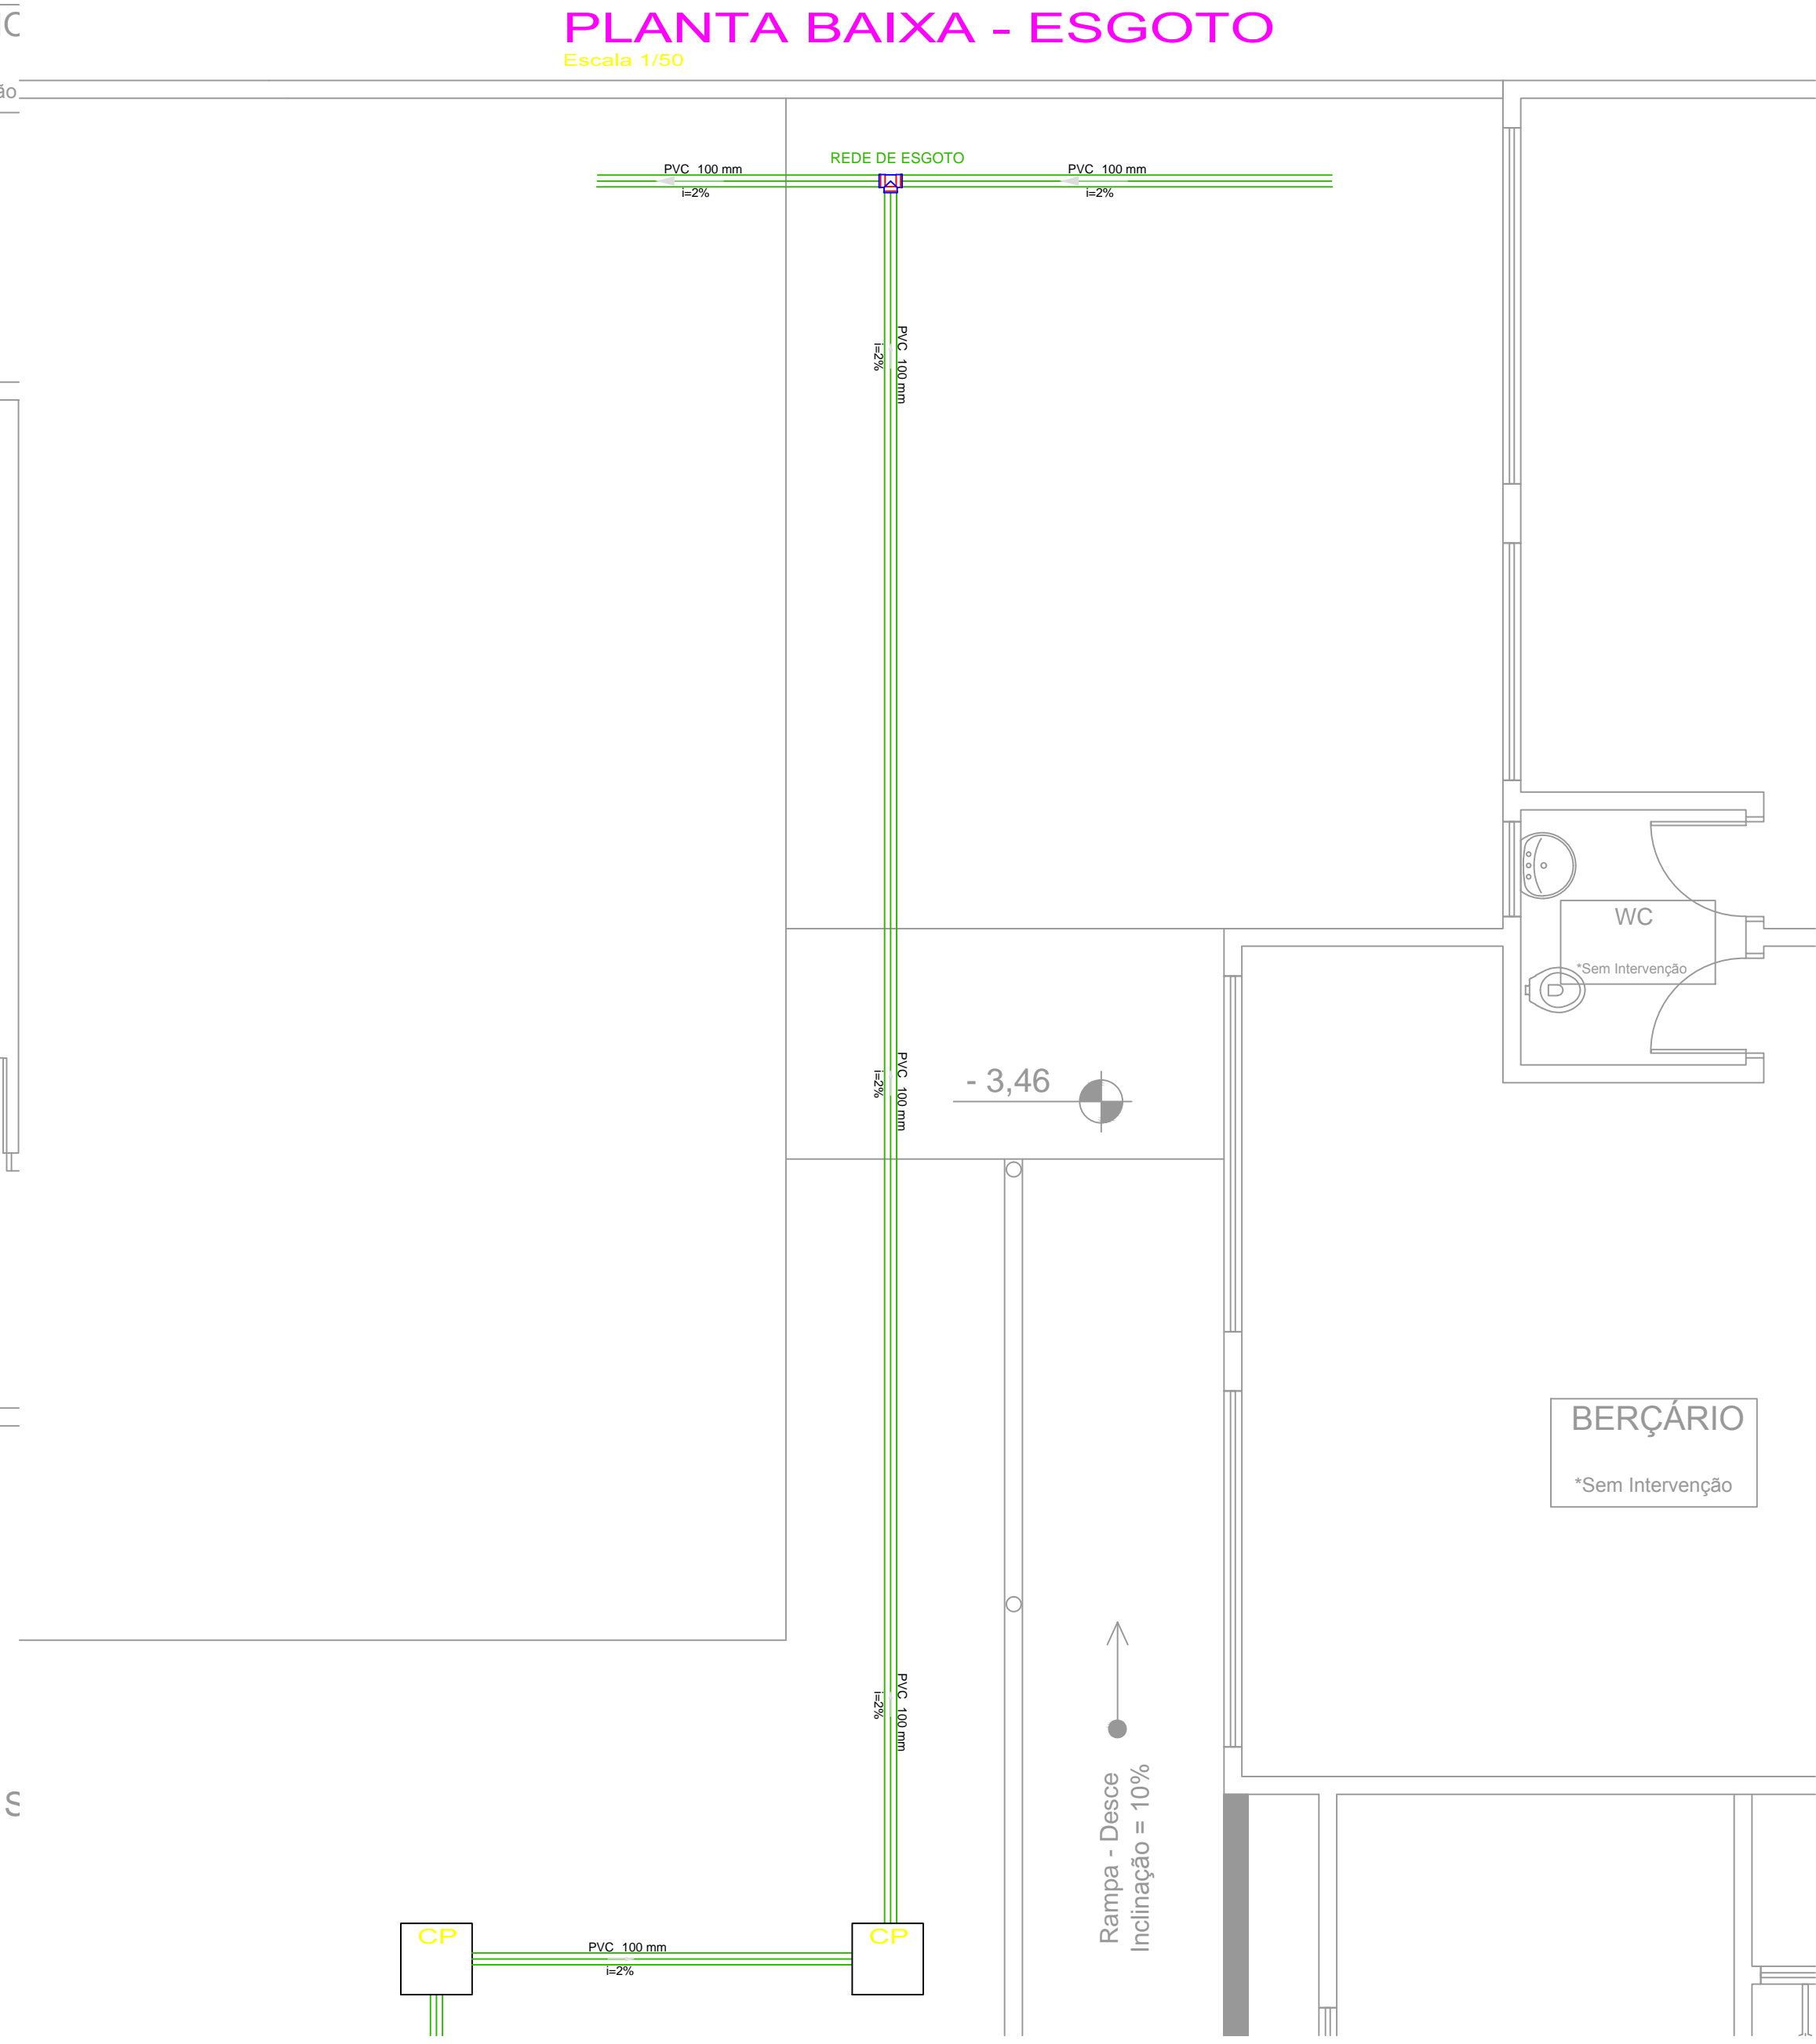 PLANTA BAIXA - ESGOTO
Escala 1/50
REDE DE ESGOTO
PVC 100 mm
i=2%
PVC 100 mm
i=2%
PVC 100 mm
i=2%
WC
*Sem Intervenção
PVC 100 mm
i=2%
- 3,46
BERÇÁRIO
*Sem Intervenção
PVC 100 mm
i=2%
Rampa - Desce
Inclinação = 10%
CP
PVC 100 mm
i=2%
CP